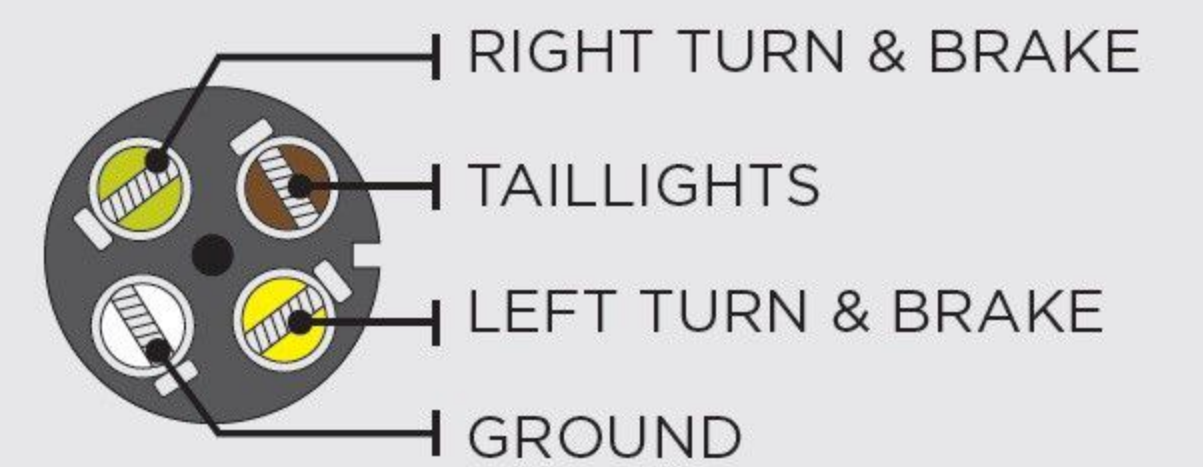 RIGHT TURN & BRAKE
TAILLIGHTS
LEFT TURN & BRAKE
GROUND